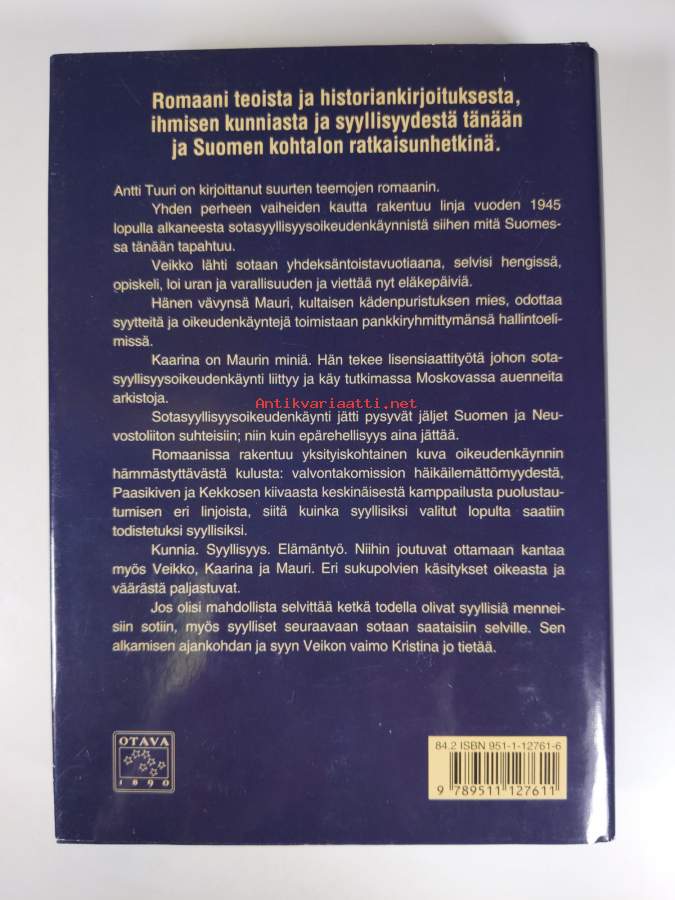 Romaani teoista ja historiankirjoituksesta,
ihmisen kunniasta ja syyllisyydestä tänään
ja Suomen kohtalon ratkaisunhetkinä.
Antti Tuuri on kirjoittanut suurten teemojen romaanin.
Yhden perheen vaiheiden kautta rakentuu linja vuoden 1945
lopulla alkaneesta sotasyyllisyysoikeudenkäynnistä siihen mitä Suomes-
sa tänään tapahtuu.
Veikko lähti sotaan yhdeksäntoistavuotiaana, selvisi hengissä,
opiskeli, loi uran ja varallisuuden ja viettää nyt eläkepäiviä.
Hänen vävynsä Mauri, kultaisen kädenpuristuksen mies, odottaa
syytteitä ja oikeudenkäyntejä toimistaan pankkiryhmittymänsä hallintoeli-
missä.
Kaarina on Maurin miniä. Hän tekee lisensiaattityötä johon sota-
syyllisyysoikeudenkäynti liittyy ja käy tutkimassa Moskovassa auenneita
arkistoja.
Antikvariaatti.net
Sotasyyllisyysoikeudenkäynti jätti pysyvät jäljet Suomen ja Neu-
vostoliiton suhteisiin; niin kuin epärehellisyys aina jättää.
Romaanissa rakentuu yksityiskohtainen kuva oikeudenkäynnin
hämmästyttävästä kulusta: valvontakomission häikäilemättömyydestä,
Paasikiven ja Kekkosen kiivaasta keskinäisestä kamppailusta puolustau-
tumisen eri linjoista, siitä kuinka syyllisiksi valitut lopulta saatiin
todistetuksi syyllisiksi.
Kunnia. Syyllisyys. Elämäntyö. Niihin joutuvat ottamaan kantaa
myös Veikko, Kaarina ja Mauri. Eri sukupolvien käsitykset oikeasta ja
väärästä paljastuvat.
Jos olisi mahdollista selvittää ketkä todella olivat syyllisiä mennei-
siin sotiin, myös syylliset seuraavaan sotaan saataisiin selville. Sen
alkamisen ajankohdan ja syyn Veikon vaimo Kristina jo tietää.
OTAVA
1890
84.2 ISBN 951-1-12761-6
9 789511 127611